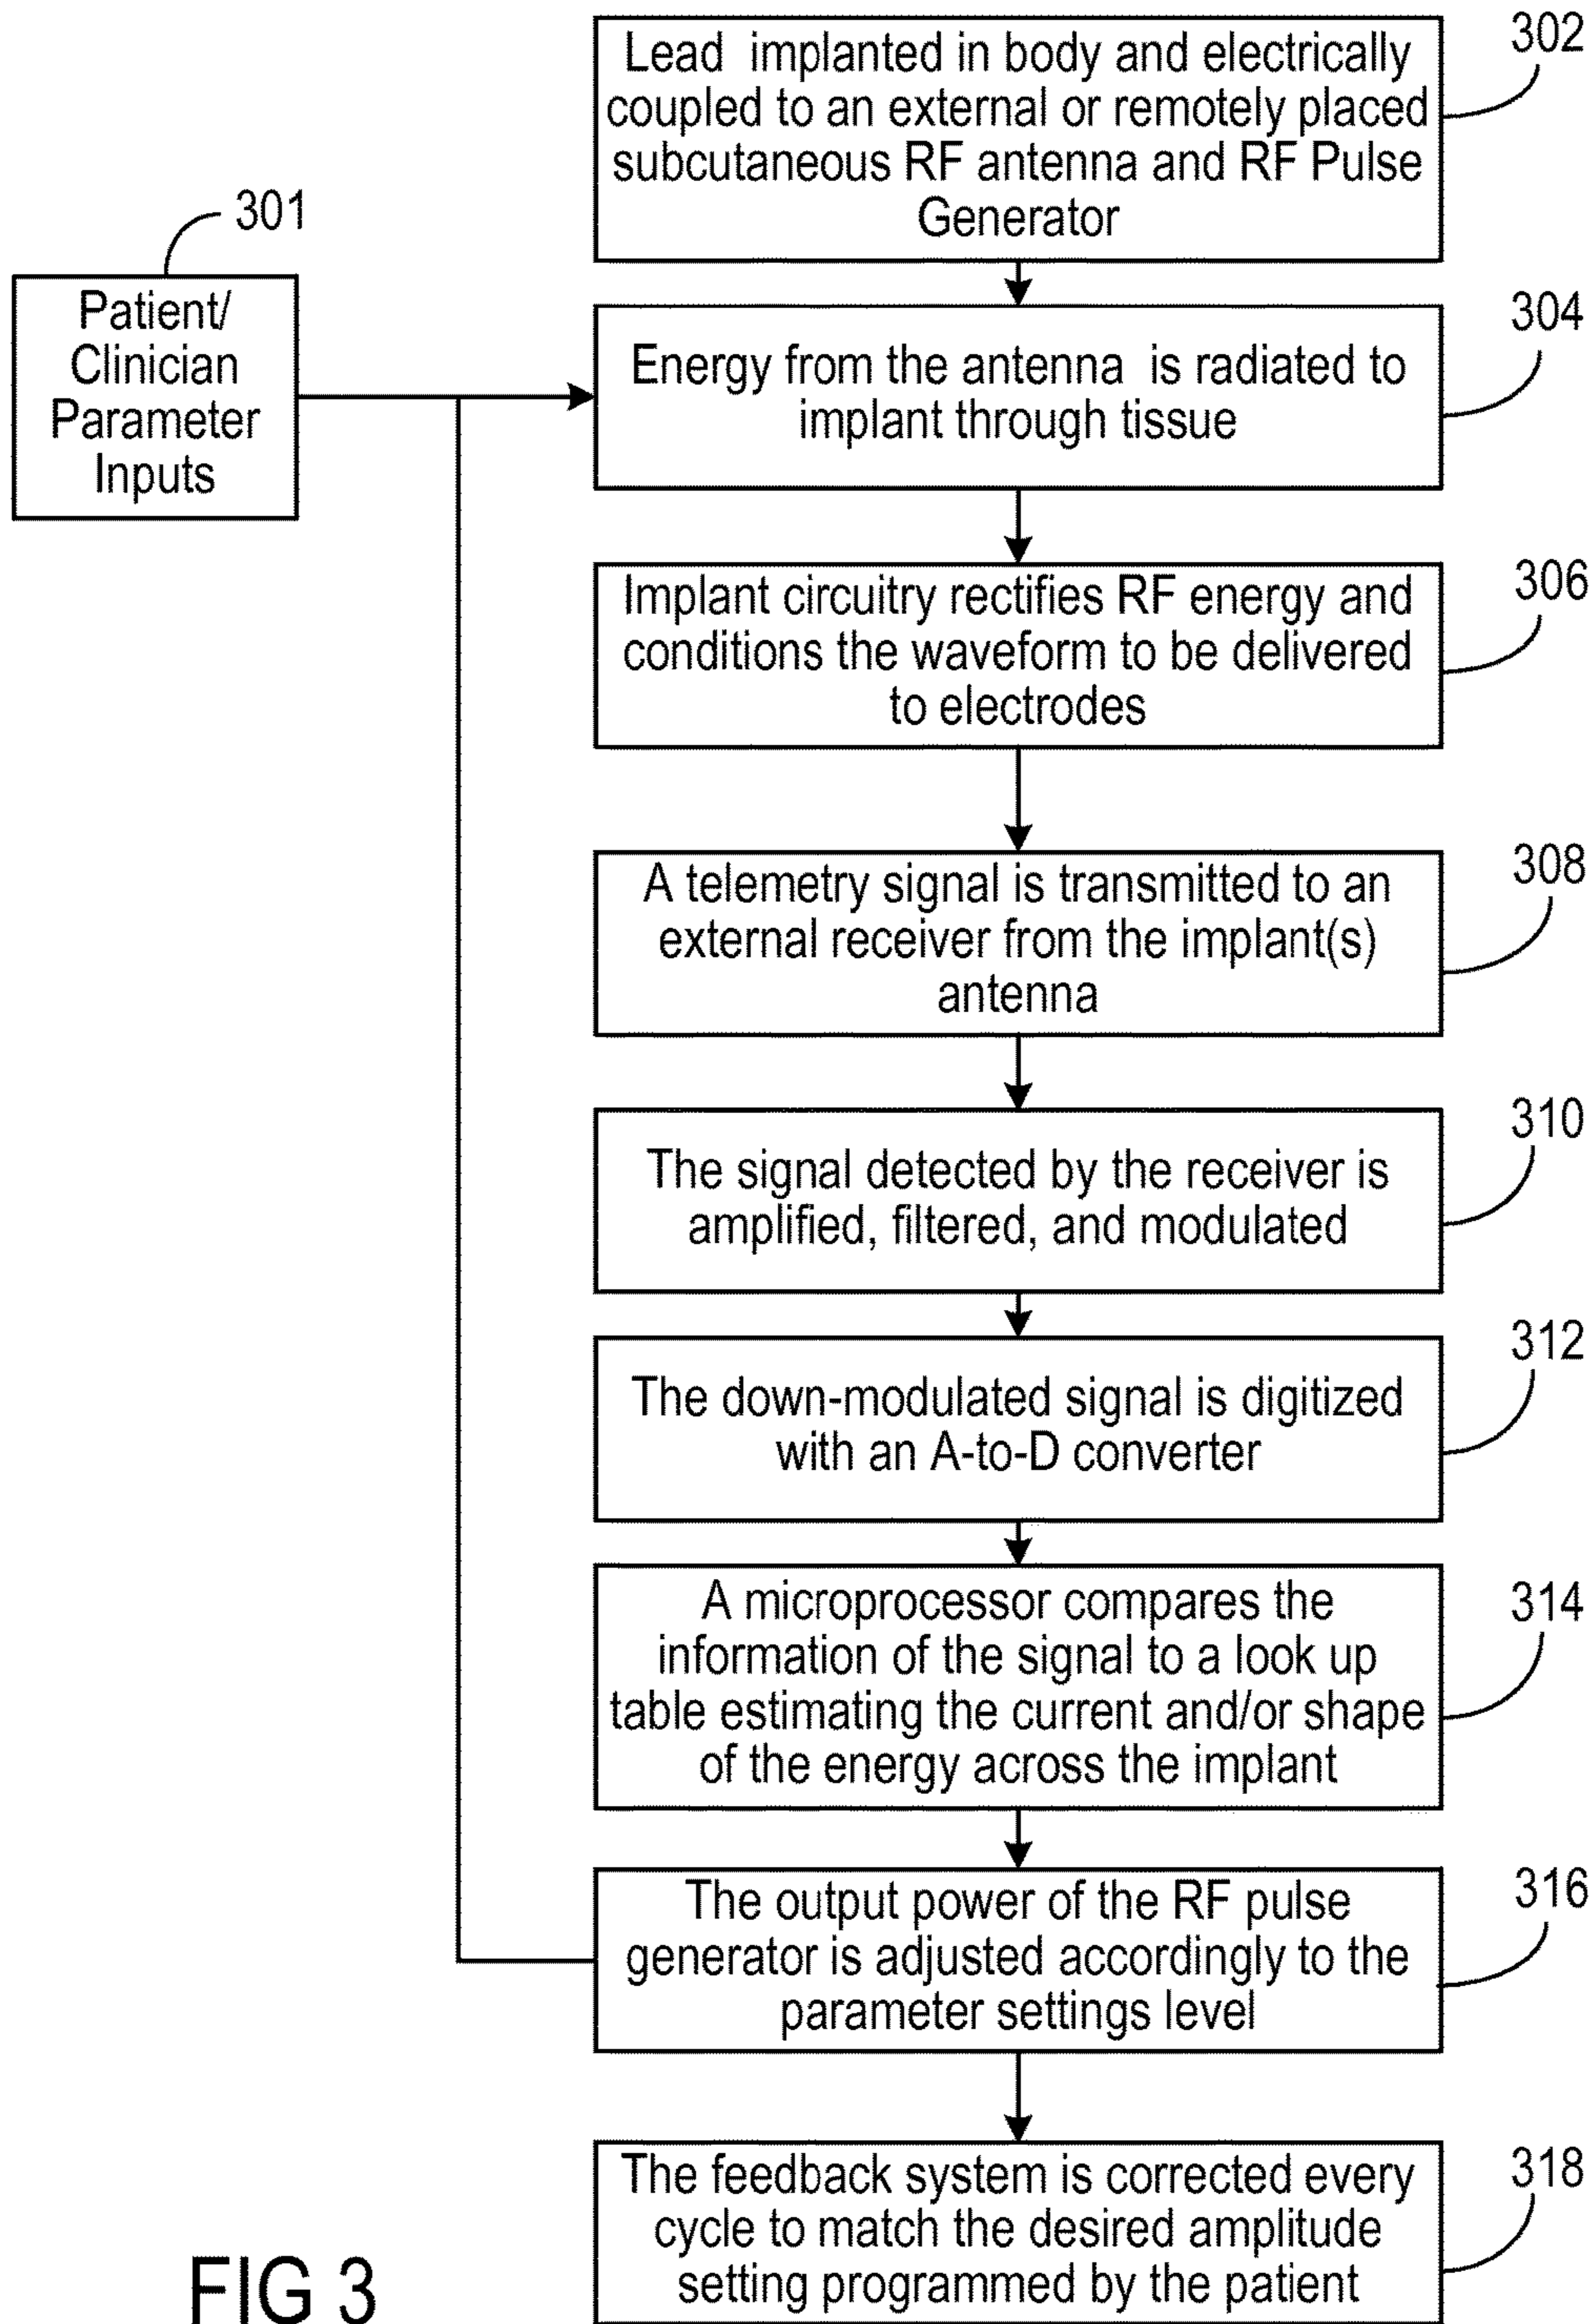 Lead implanted in body and electrically
coupled to an external or remotely placed
subcutaneous RF antenna and RF Pulse
Generator
302
301
Patient/
Clinician
Parameter
Inputs
Energy from the antenna is radiated to
implant through tissue
304
Implant circuitry rectifies RF energy and
conditions the waveform to be delivered
to electrodes
306
A telemetry signal is transmitted to an
external receiver from the implant(s)
antenna
308
The signal detected by the receiver is
amplified, filtered, and modulated
310
The down-modulated signal is digitized
with an A-to-D converter
312
A microprocessor compares the
information of the signal to a look up
table estimating the current and/or shape
of the energy across the implant
314
The output power of the RF pulse
generator is adjusted accordingly to the
parameter settings level
316
The feedback system is corrected every
cycle to match the desired amplitude
setting programmed by the patient
318
FIG 3